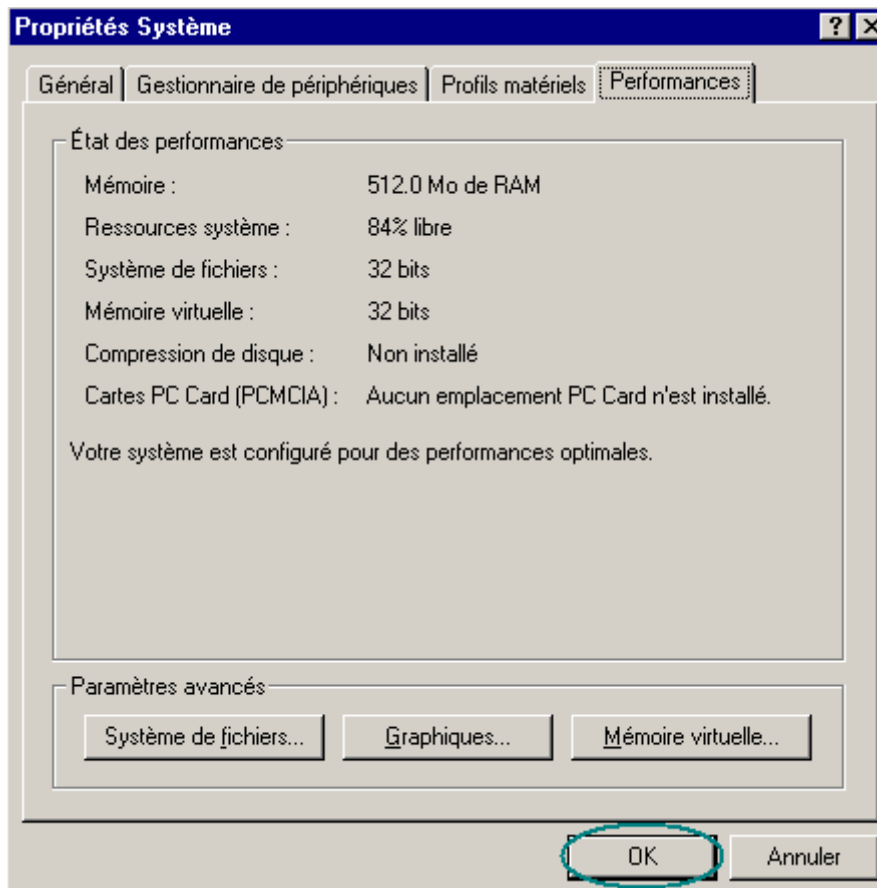 Propriétés Système
Général Gestionnaire de périphériques Profils matériels Performances
État des performances
Mémoire : 512.0 Mo de RAM
Ressources système : 84% libre
Système de fichiers : 32 bits
Mémoire virtuelle : 32 bits
Compression de disque : Non installé
Cartes PC Card (PCMCIA) : Aucun emplacement PC Card n'est installé.
Votre système est configuré pour des performances optimales.
Paramètres avancés
Système de fichiers... Graphiques... Mémoire virtuelle...
OK Annuler